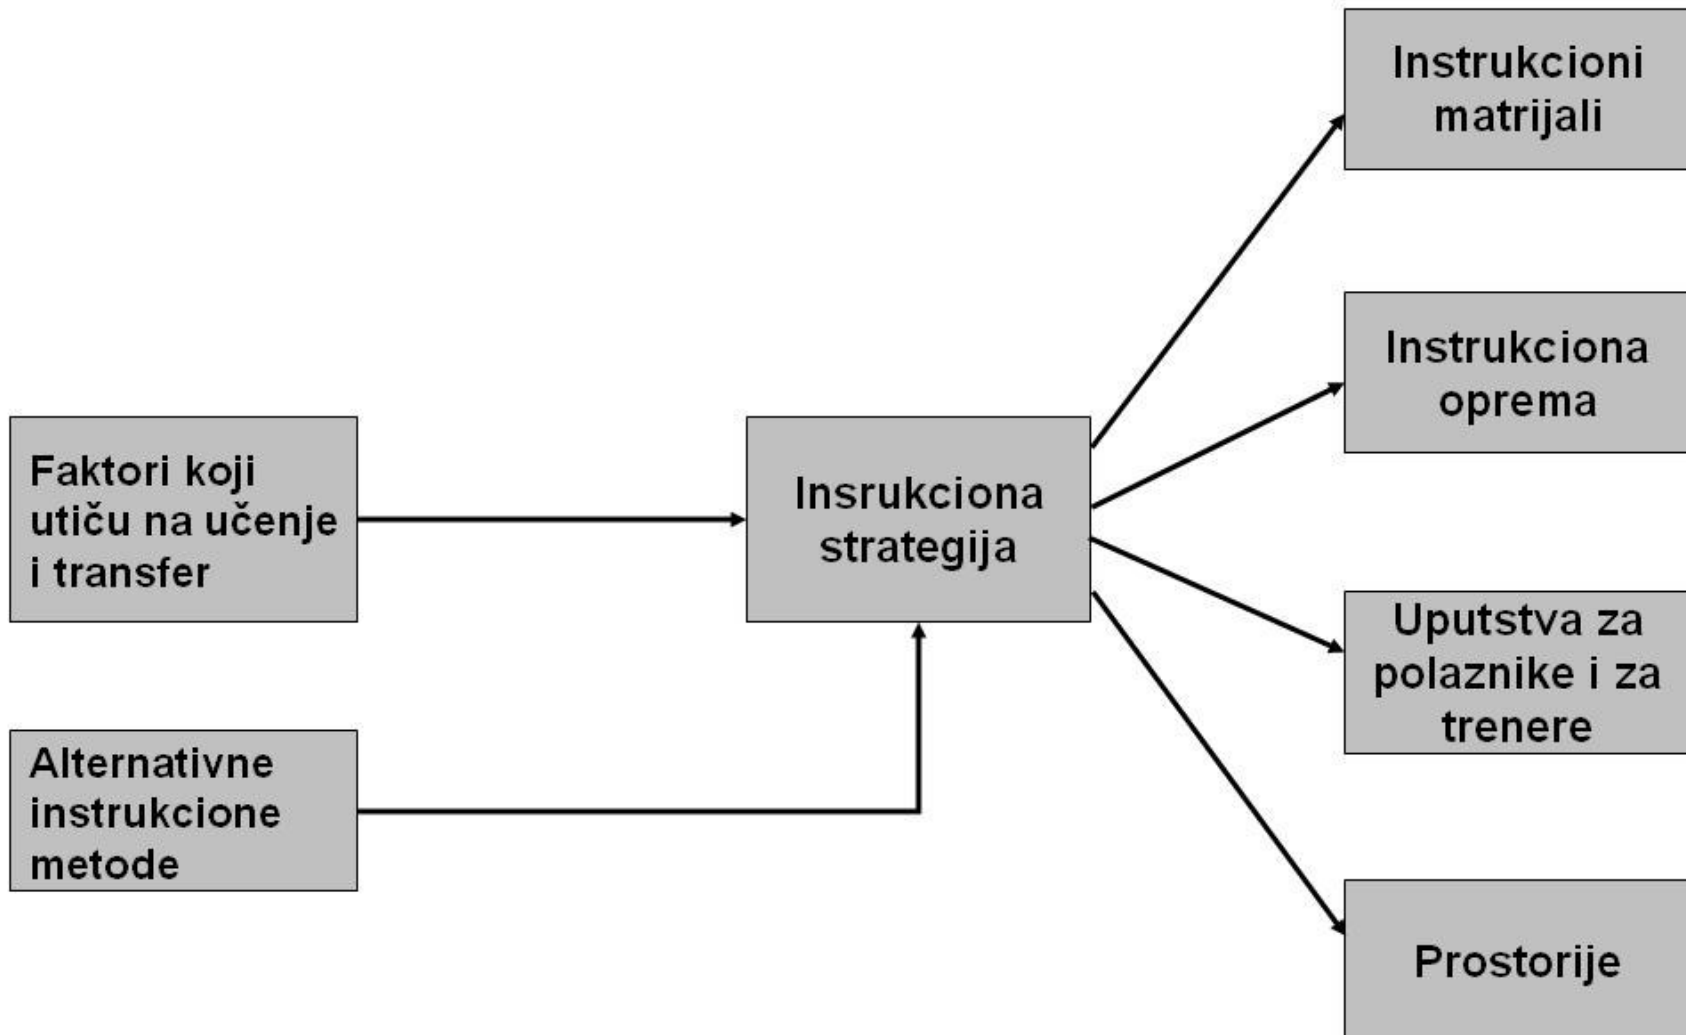 Instrukcioni
matrijali
Instrukciona
oprema
Faktori koji
utiču na učenje
i transfer
Insrukciona
strategija
Uputstva za
polaznike i za
trenere
Alternativne
instrukcione
metode
Prostorije